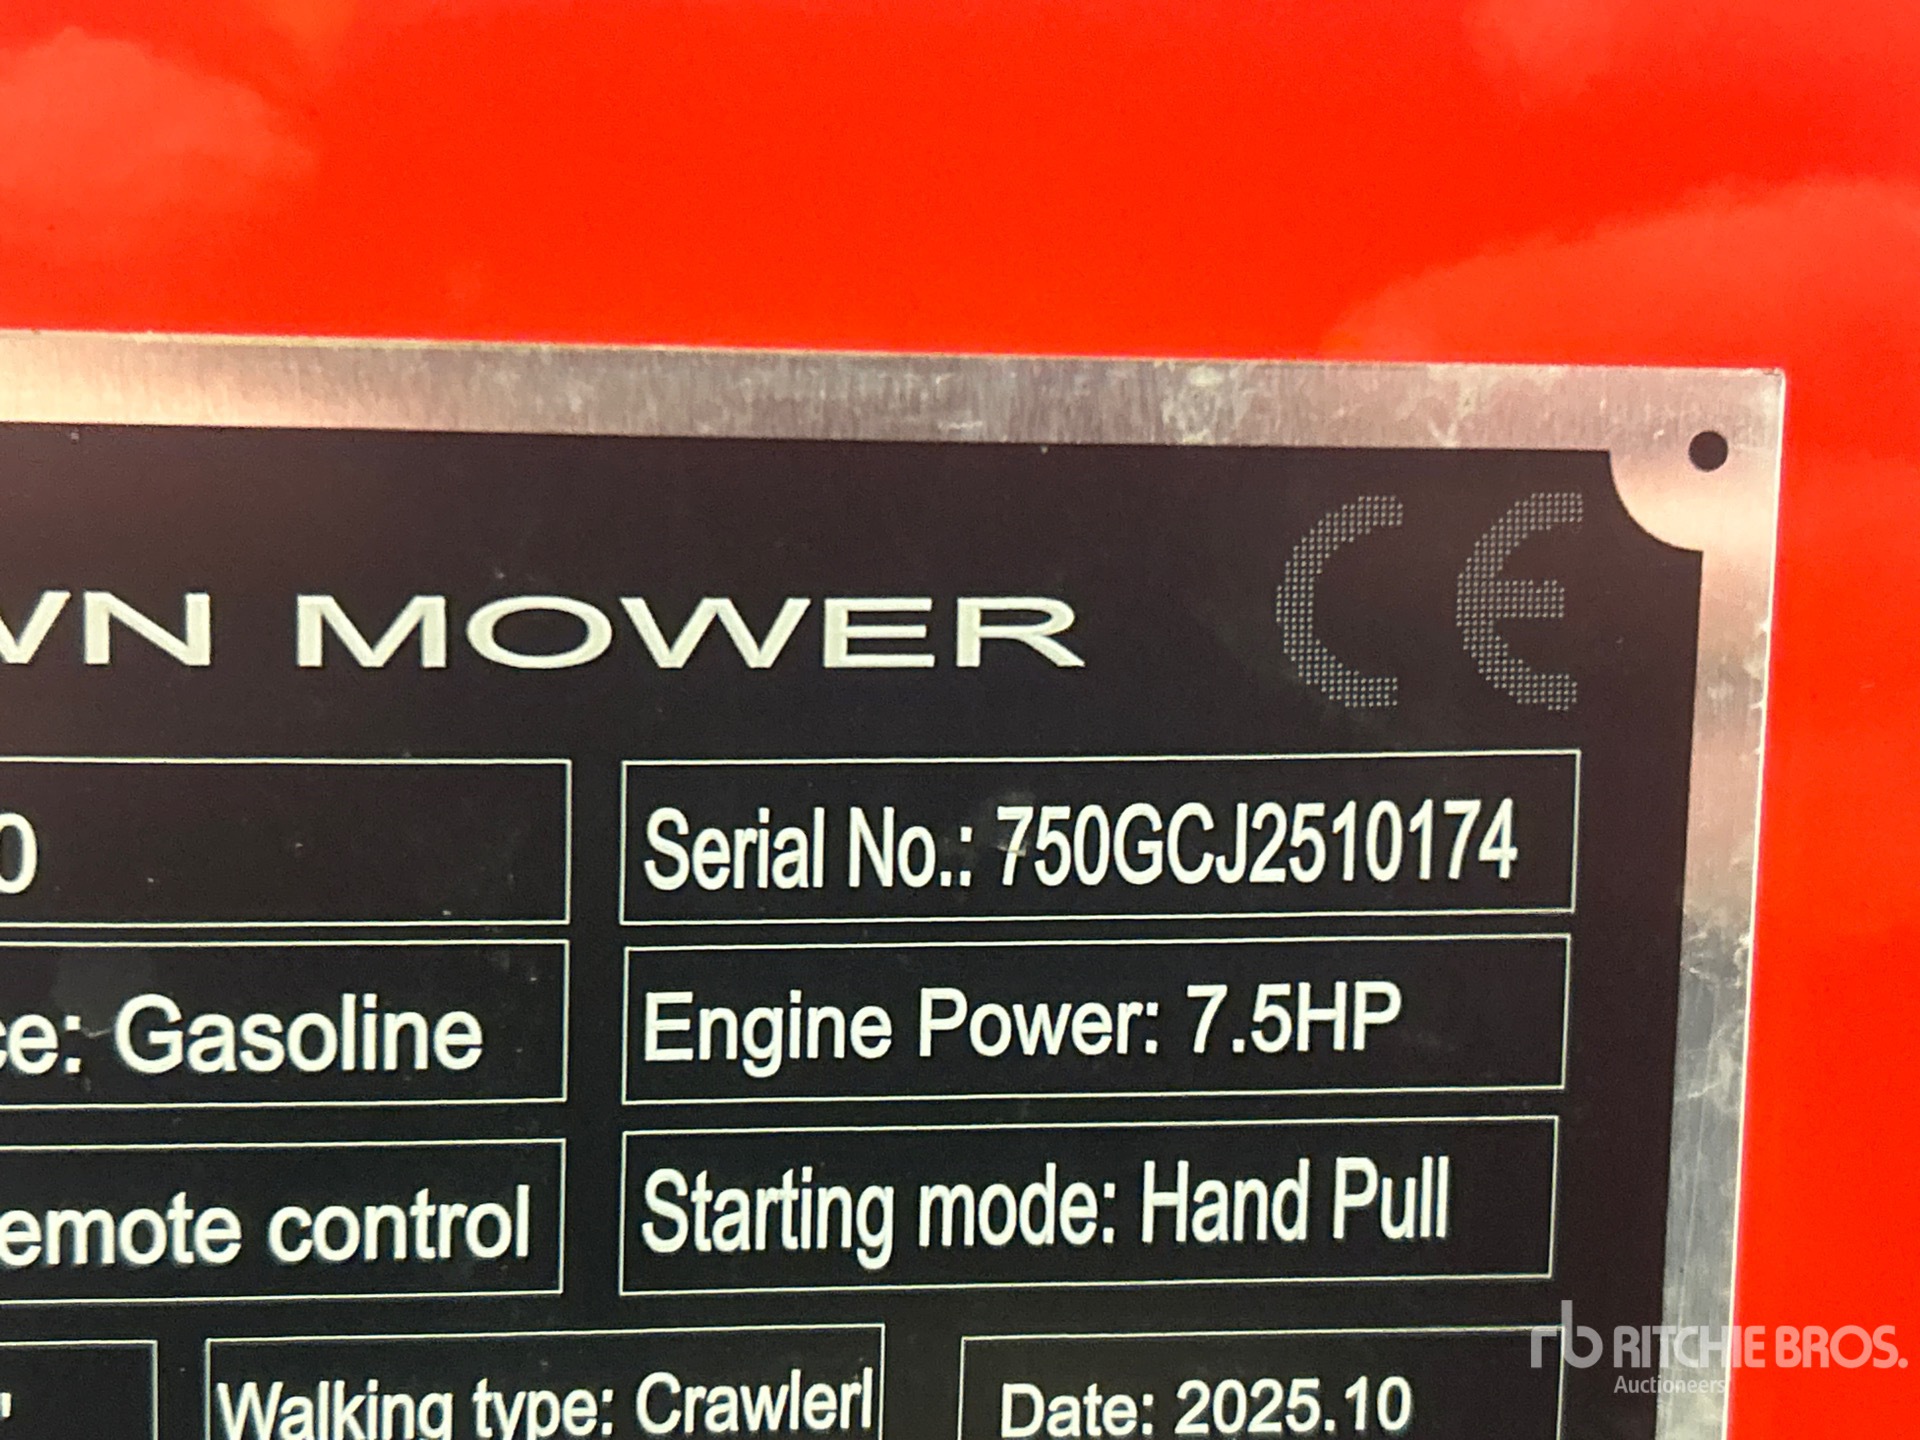 WN MOWER
CE
0
Serial No.: 750GCJ2510174
ce: Gasoline
Engine Power: 7.5HP
emote control
Starting mode: Hand Pull
"
Walking type: Crawlerl
Date: 2025.10
rb RITCHIE BROS.
Auctioneers